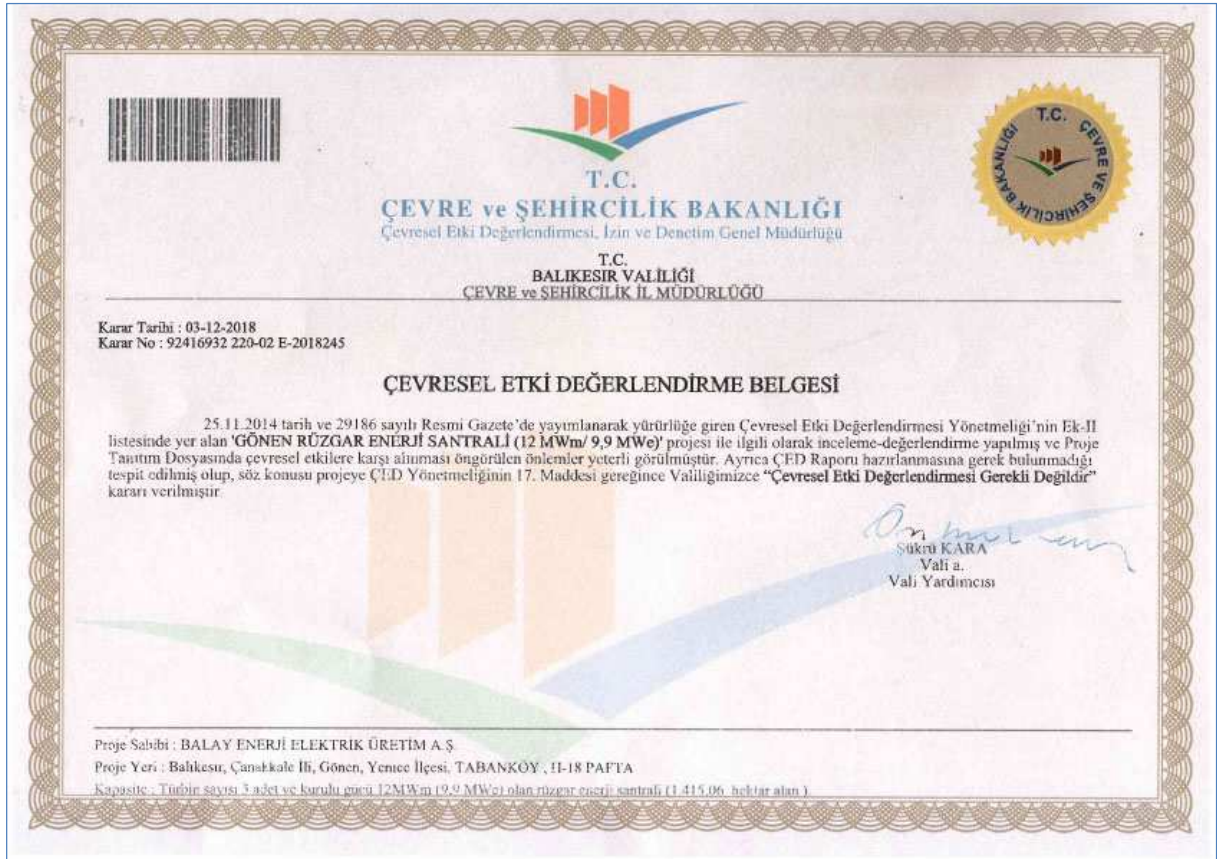 T.C.
ÇEVRE ve ŞEHİRCİLİK BAKANLIĞI
Çevresel Etki Değerlendirmesi, İzin ve Denetim Genel Müdürlüğü
T.C. ÇEVRE VE ŞEHİRCİLİK BAKANLIĞI
T.C.
BALIKESIR VALİLİĞİ
ÇEVRE ve ŞEHİRCİLİK İL MÜDÜRLÜĞÜ
Karar Tarihi : 03-12-2018
Karar No : 92416932 220-02 E-2018245
ÇEVRESEL ETKİ DEĞERLENDİRME BELGESİ
25.11.2014 tarih ve 29186 sayılı Resmi Gazete'de yayımlanarak yürürlüğe giren Çevresel Etki Değerlendirmesi Yönetmeliği'nin Ek-II
listesinde yer alan 'GÖNEN RÜZGAR ENERJİ SANTRALİ (12 MWm/ 9,9 MWe)' projesi ile ilgili olarak inceleme-değerlendirme yapılmış ve Proje
Tanıtım Dosyasında çevresel etkilere karşı alınması öngörülen önlemler yeterli görülmüştür. Ayrıca ÇED Raporu hazırlanmasına gerek bulunmadığı
tespit edilmiş olup, söz konusu projeye ÇED Yönetmeliğinin 17. Maddesi gereğince Valiliğimizce "Çevresel Etki Değerlendirmesi Gerekli Değildir"
kararı verilmiştir.
Şükrü KARA
Vali a.
Vali Yardımcısı
Proje Sahibi : BALAY ENERJİ ELEKTRİK ÜRETİM A.Ş.
Proje Yeri : Balıkesır, Çanakkale İli, Gönen, Yenice İlçesi, TABANKÖY , H-18 PAFTA
Kapasite : Türbin sayısı 3 adet ve kurulu gücü 12MWm (9,9 MWe) olan rüzgar enerji santrali (1.415,06 hektar alan )